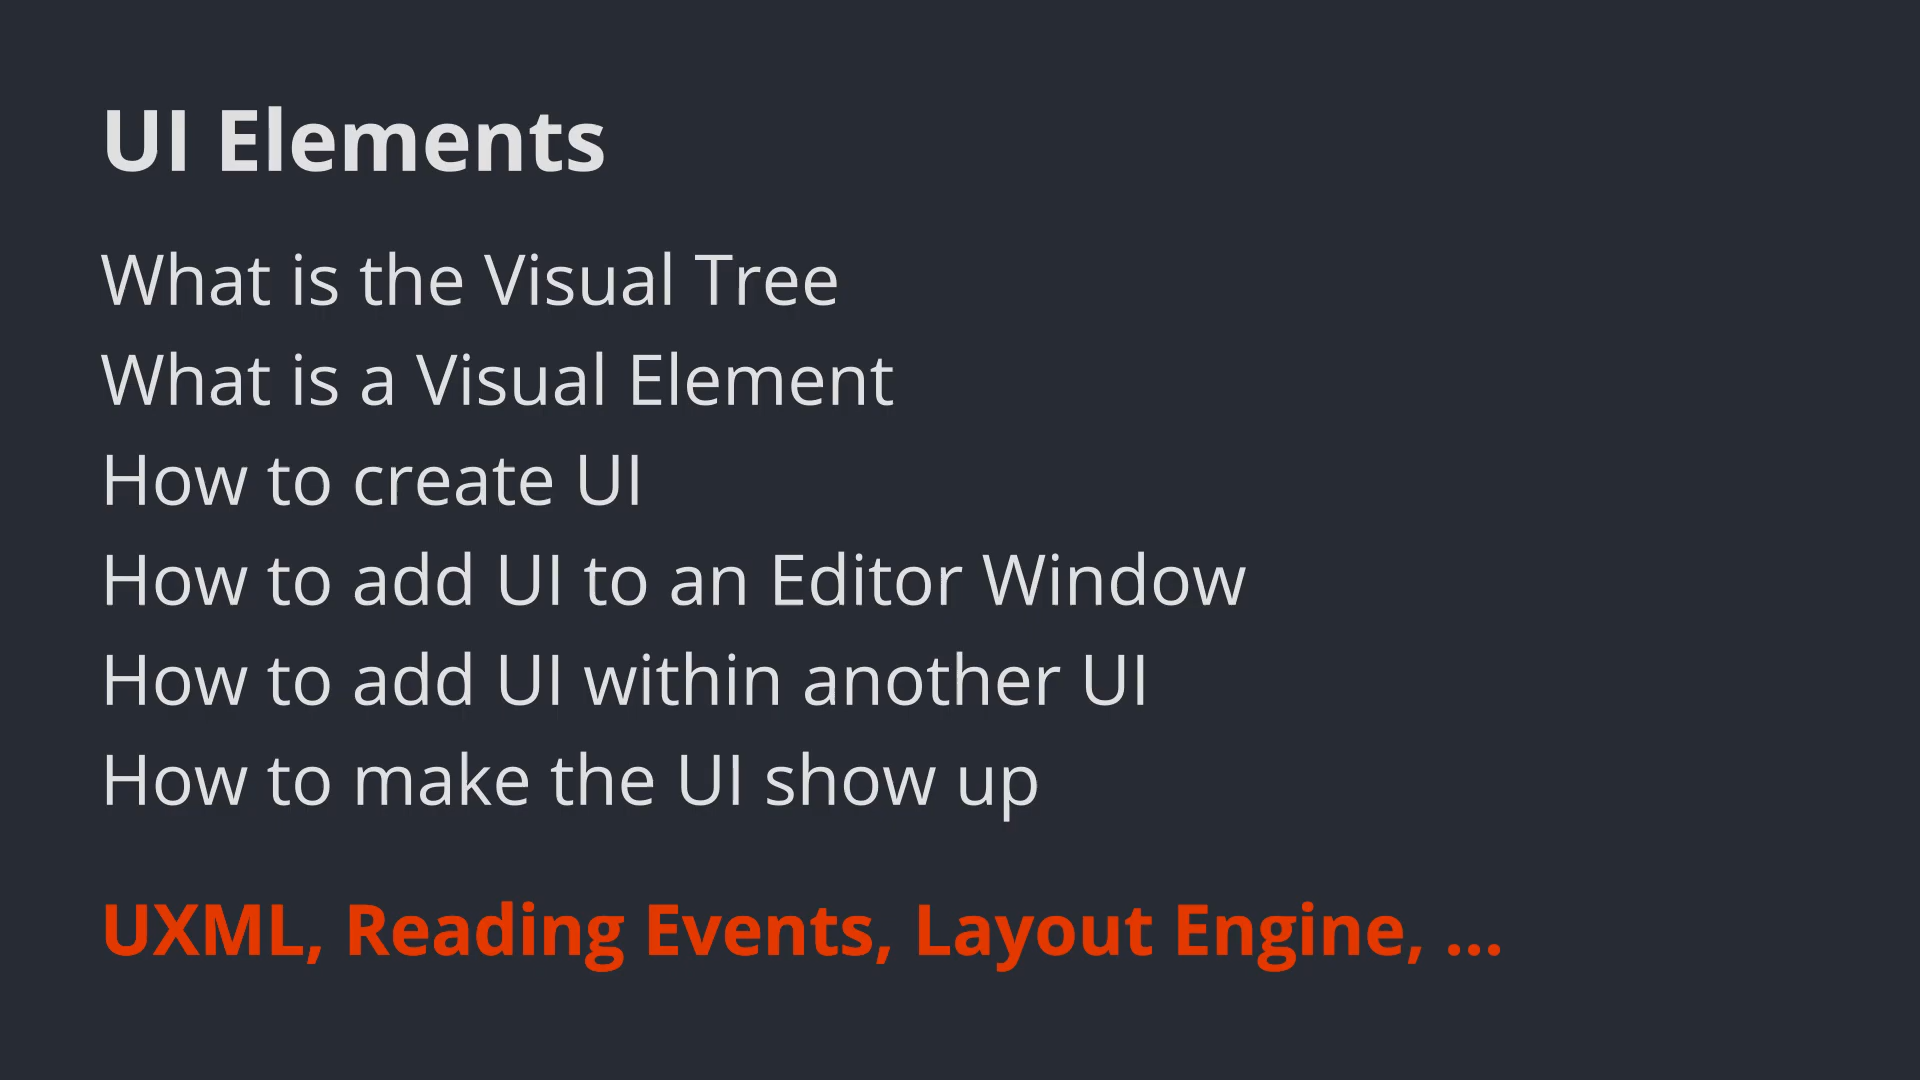 UI Elements
What is the Visual Tree
What is a Visual Element
How to create UI
How to add UI to an Editor Window
How to add UI within another UI
How to make the UI show up
UXML, Reading Events, Layout Engine, ...